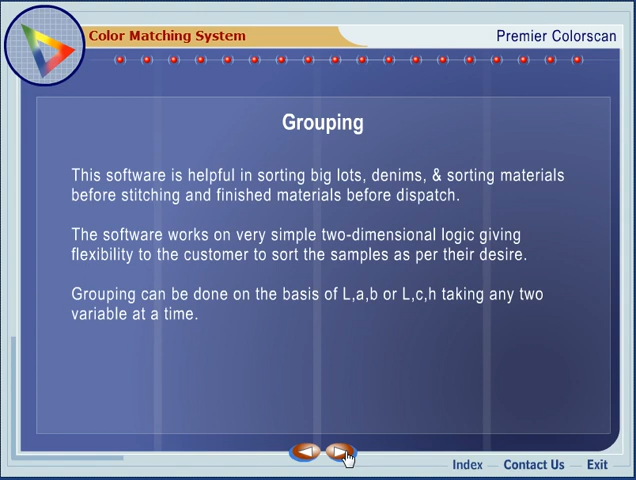 Color Matching System
Premier Colorscan
Grouping
This software is helpful in sorting big lots, denims, & sorting materials
before stitching and finished materials before dispatch.
The software works on very simple two-dimensional logic giving
flexibility to the customer to sort the samples as per their desire.
Grouping can be done on the basis of L,a,b or L,c,h taking any two
variable at a time.
Index — Contact Us — Exit